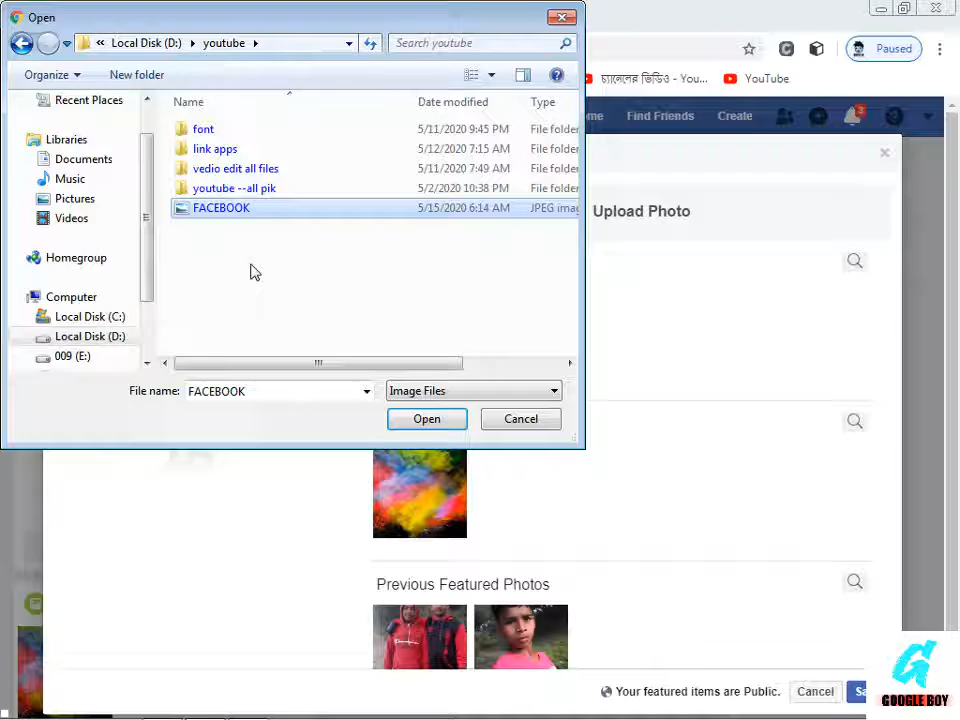 Open
Local Disk (D:) youtube
Search youtube
Paused
Organize New folder
চ্যানেলের ভিডিও - You... YouTube
Recent Places
Name Date modified Type
Find Friends Create
Libraries
Documents
Music
Pictures
Videos
Homegroup
Computer
Local Disk (C:)
Local Disk (D:)
009 (E:)
font 5/11/2020 9:45 PM File folder
link apps 5/12/2020 7:15 AM File folder
vedio edit all files 5/11/2020 7:49 AM File folder
youtube --all pik 5/2/2020 10:38 PM File folder
FACEBOOK 5/15/2020 6:14 AM JPEG imag
Upload Photo
File name: FACEBOOK Image Files
Open Cancel
Previous Featured Photos
Your featured items are Public. Cancel Sa
GOOGLE BOY